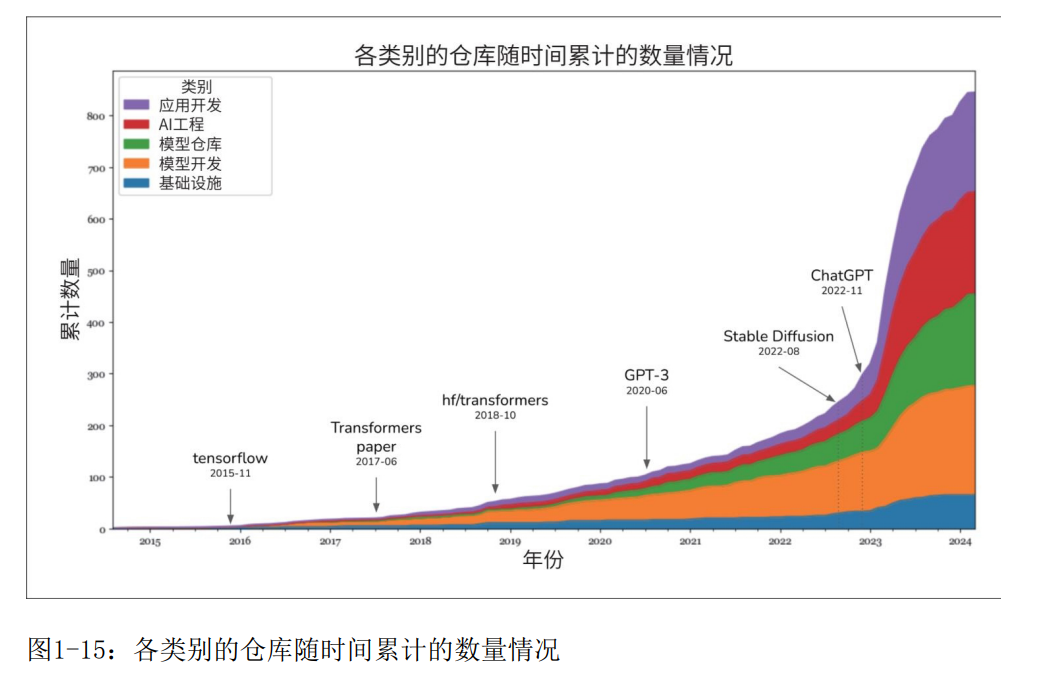 各类别的仓库随时间累计的数量情况
类别
应用开发
AI工程
模型仓库
模型开发
基础设施
累计数量
800
700
600
500
400
300
200
100
0
ChatGPT
2022-11
Stable Diffusion
2022-08
GPT-3
2020-06
hf/transformers
2018-10
Transformers
paper
2017-06
tensorflow
2015-11
2015 2016 2017 2018 2019 2020 2021 2022 2023 2024
年份
图1-15：各类别的仓库随时间累计的数量情况